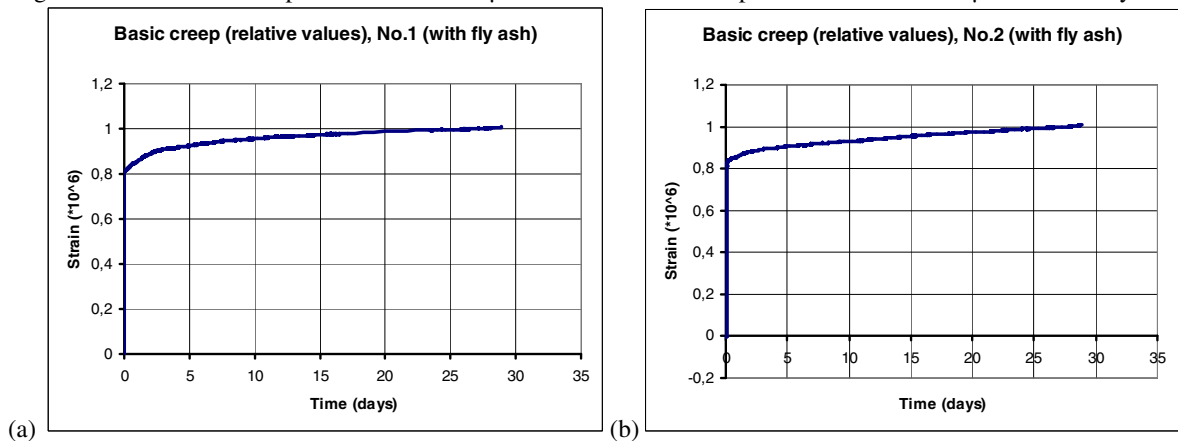 Basic creep (relative values), No.1 (with fly ash)
1,2
1
0,8
0,6
0,4
0,2
0
Strain (*10^6)
0 5 10 15 20 25 30 35
Time (days)
(a)
Basic creep (relative values), No.2 (with fly ash)
1,2
1
0,8
0,6
0,4
0,2
0
-0,2
Strain (*10^6)
0 5 10 15 20 25 30 35
Time (days)
(b)